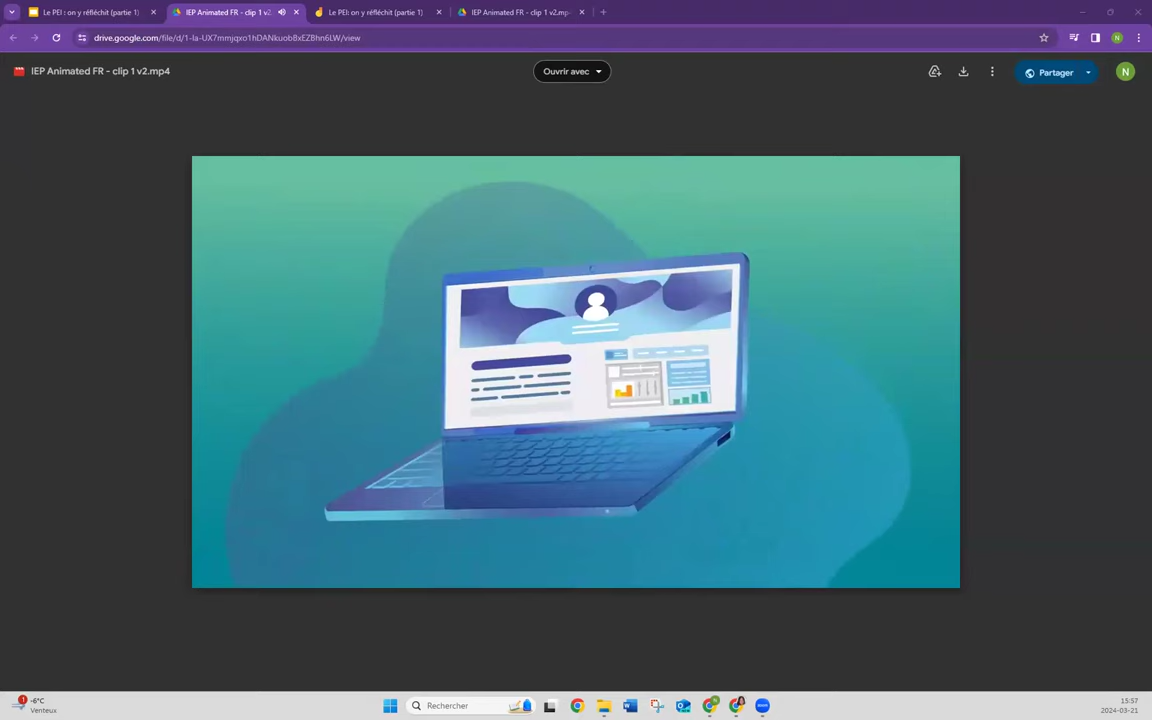 Le PEI : on y réfléchit (partie 1)
IEP Animated FR - clip 1 v2
Le PEI: on y réfléchit (partie 1)
IEP Animated FR - clip 1 v2.mp
drive.google.com/file/d/1-la-UX7mmjqxo1hDANkuobBxEZBhn6LW/view
N
IEP Animated FR - clip 1 v2.mp4
Ouvrir avec
Partager
N
1
-6°C
Venteux
Rechercher
15:57
2024-03-21